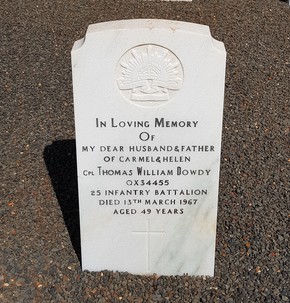 In Loving Memory
Of
my dear husband & father
of Carmel & Helen
Cpl Thomas William Dowdy
QX34455
25 Infantry Battalion
Died 13th March 1967
Aged 49 years